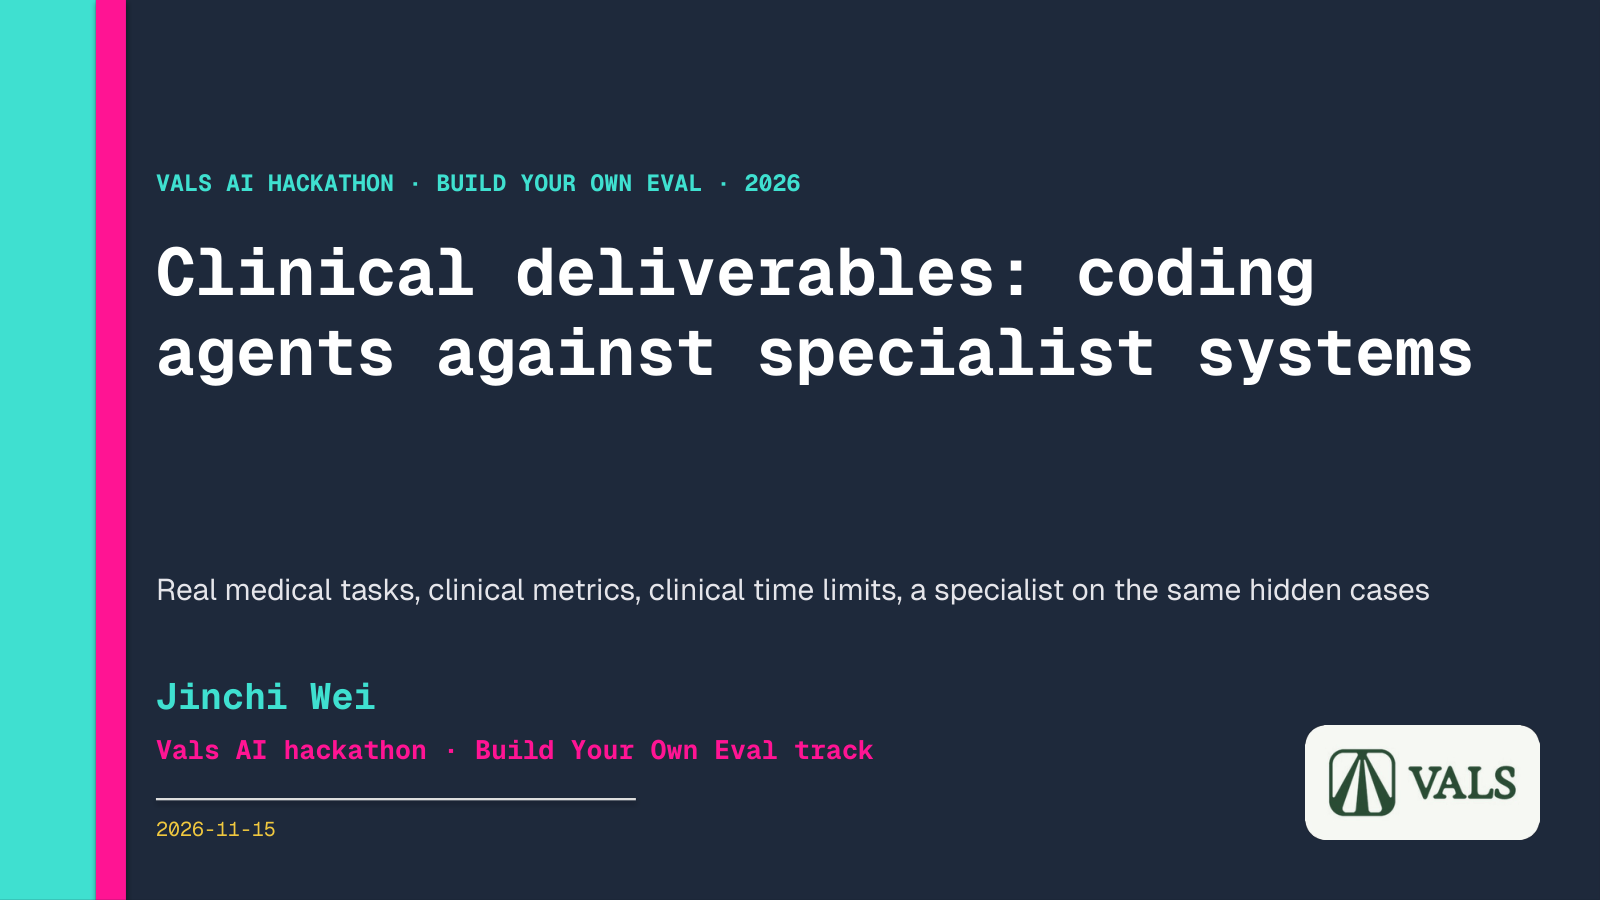 VALS AI HACKATHON · BUILD YOUR OWN EVAL · 2026
Clinical deliverables: coding
agents against specialist systems
Real medical tasks, clinical metrics, clinical time limits, a specialist on the same hidden cases
Jinchi Wei
Vals AI hackathon · Build Your Own Eval track
2026-11-15
VALS